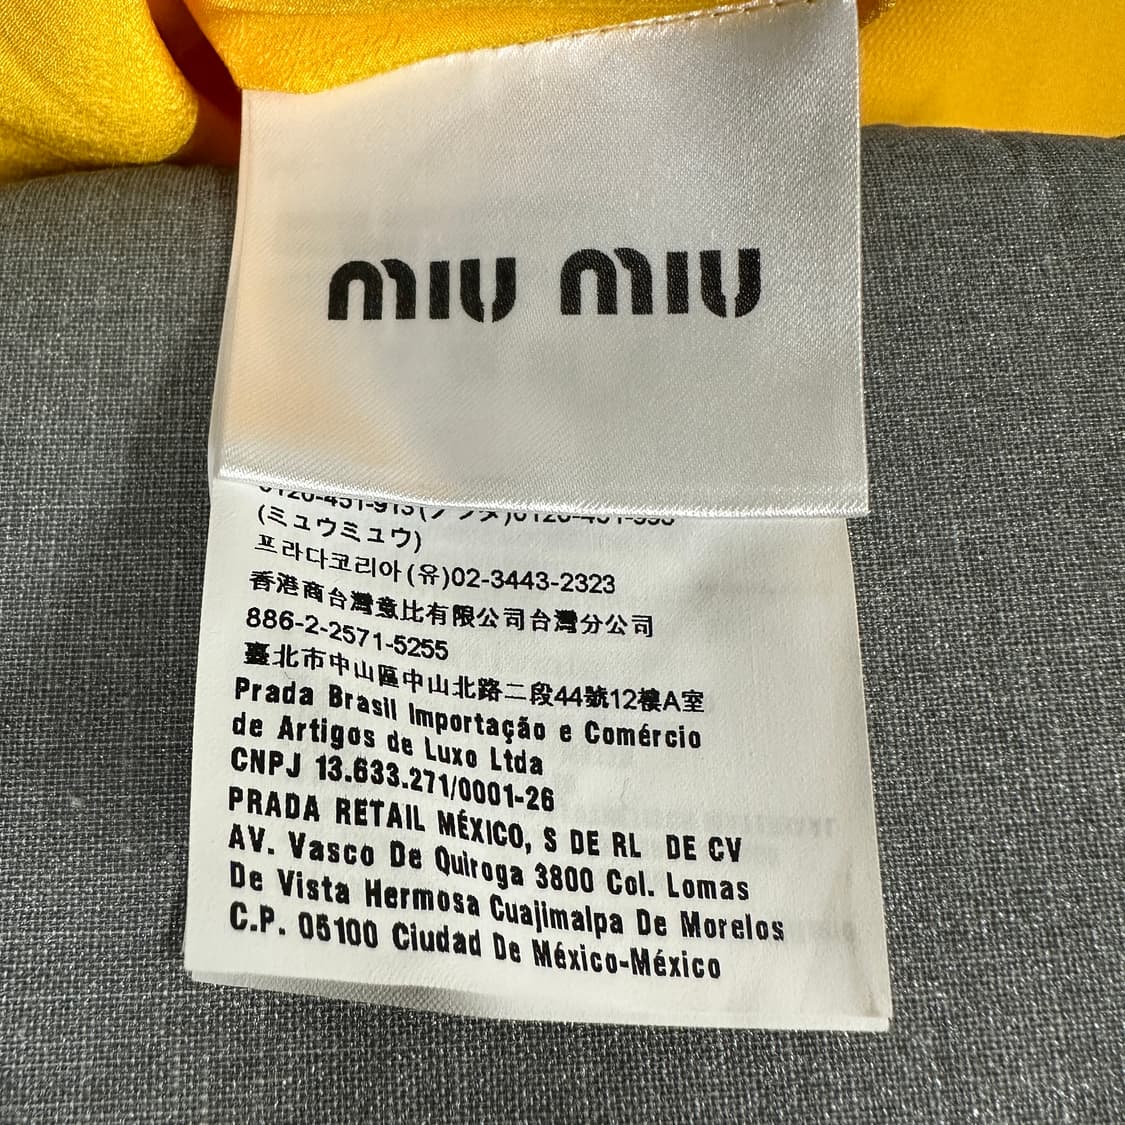 miu miu
(ミュウミュウ)
프라다코리아(유)02-3443-2323
香港商台灣意比有限公司台灣分公司
886-2-2571-5255
臺北市中山區中山北路二段44號12樓A室
Prada Brasil Importação e Comércio
de Artigos de Luxo Ltda
CNPJ 13.633.271/0001-26
PRADA RETAIL MÉXICO, S DE RL DE CV
AV. Vasco De Quiroga 3800 Col. Lomas
De Vista Hermosa Cuajimalpa De Morelos
C.P. 05100 Ciudad De México-México